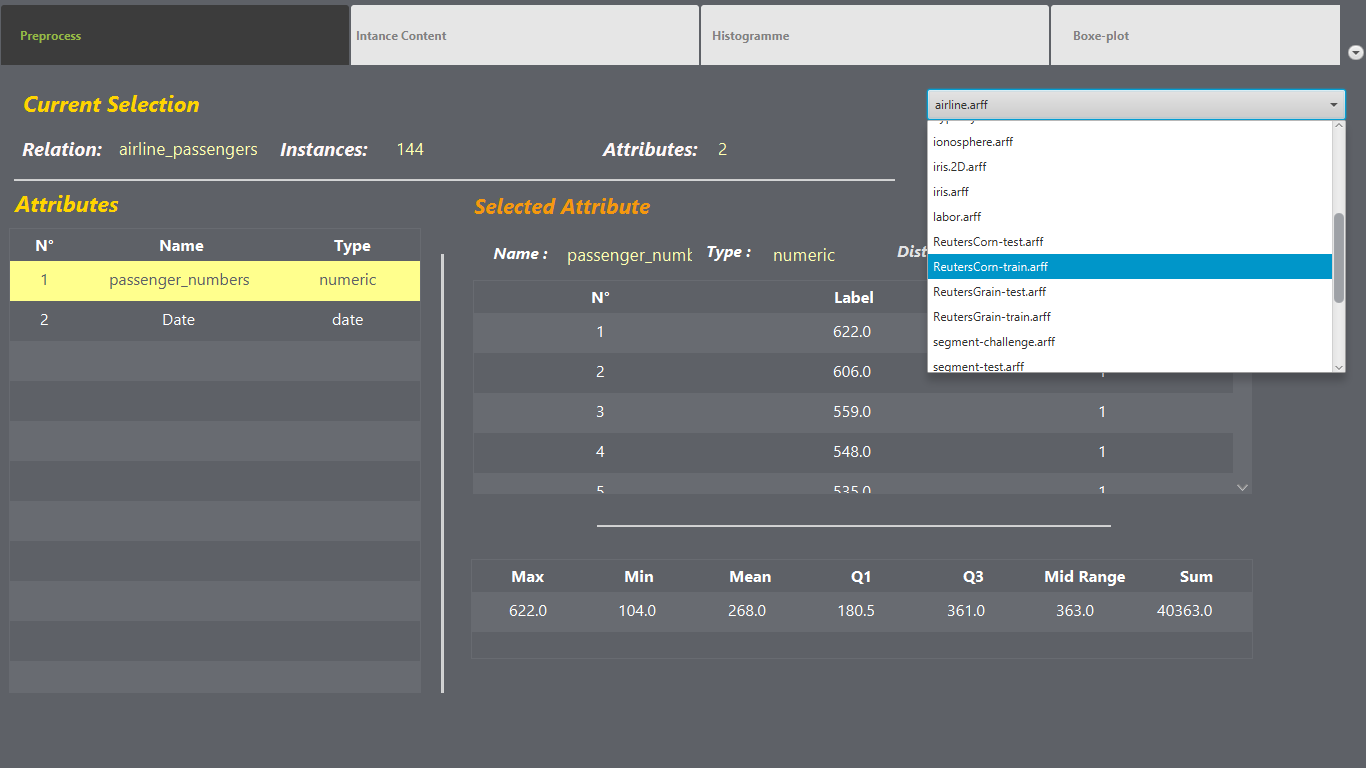 Preprocess
Intance Content
Histogramme
Boxe-plot
Current Selection
airline.arff
Relation: airline_passengers Instances: 144 Attributes: 2
ionosphere.arff
iris.2D.arff
iris.arff
labor.arff
ReutersCorn-test.arff
ReutersCorn-train.arff
ReutersGrain-test.arff
ReutersGrain-train.arff
segment-challenge.arff
segment-test.arff
Attributes
N° Name Type
1 passenger_numbers numeric
2 Date date
Selected Attribute
Name : passenger_numb Type : numeric Dist
N° Label
1 622.0
2 606.0 1
3 559.0 1
4 548.0 1
5 535.0 1
Max Min Mean Q1 Q3 Mid Range Sum
622.0 104.0 268.0 180.5 361.0 363.0 40363.0